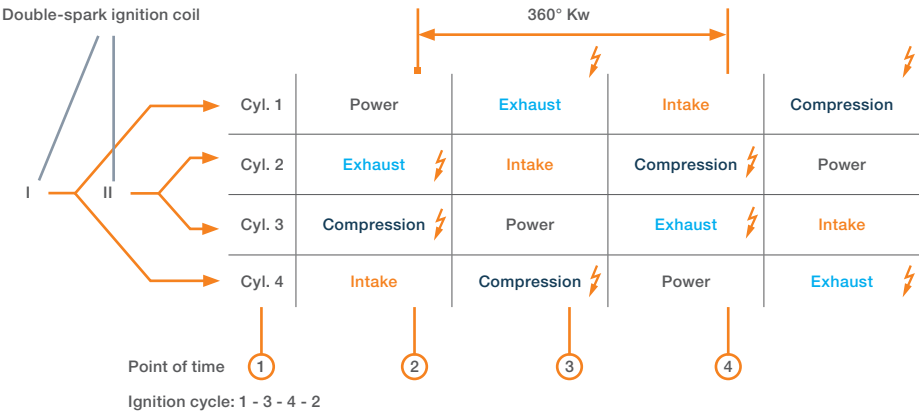 Double-spark ignition coil
360° Kw
Cyl. 1 Power Exhaust Intake Compression
Cyl. 2 Exhaust Intake Compression Power
I II
Cyl. 3 Compression Power Exhaust Intake
Cyl. 4 Intake Compression Power Exhaust
Point of time 1 2 3 4
Ignition cycle: 1 - 3 - 4 - 2